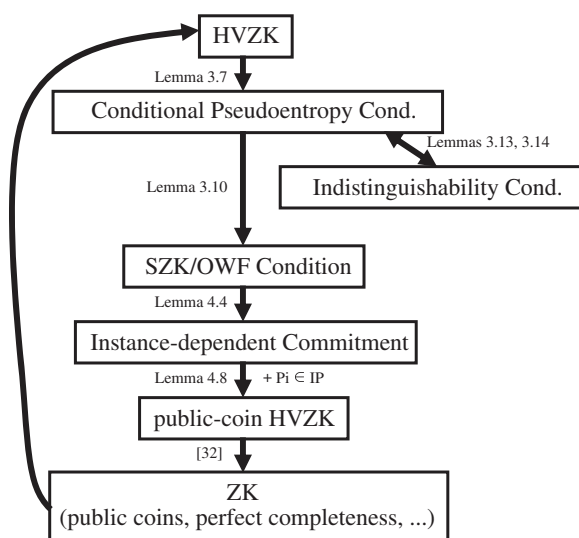 HVZK
Lemma 3.7
Conditional Pseudoentropy Cond.
Lemmas 3.13, 3.14
Lemma 3.10
Indistinguishability Cond.
SZK/OWF Condition
Lemma 4.4
Instance-dependent Commitment
Lemma 4.8 + Pi ∈ IP
public-coin HVZK
[32]
ZK
(public coins, perfect completeness, ...)